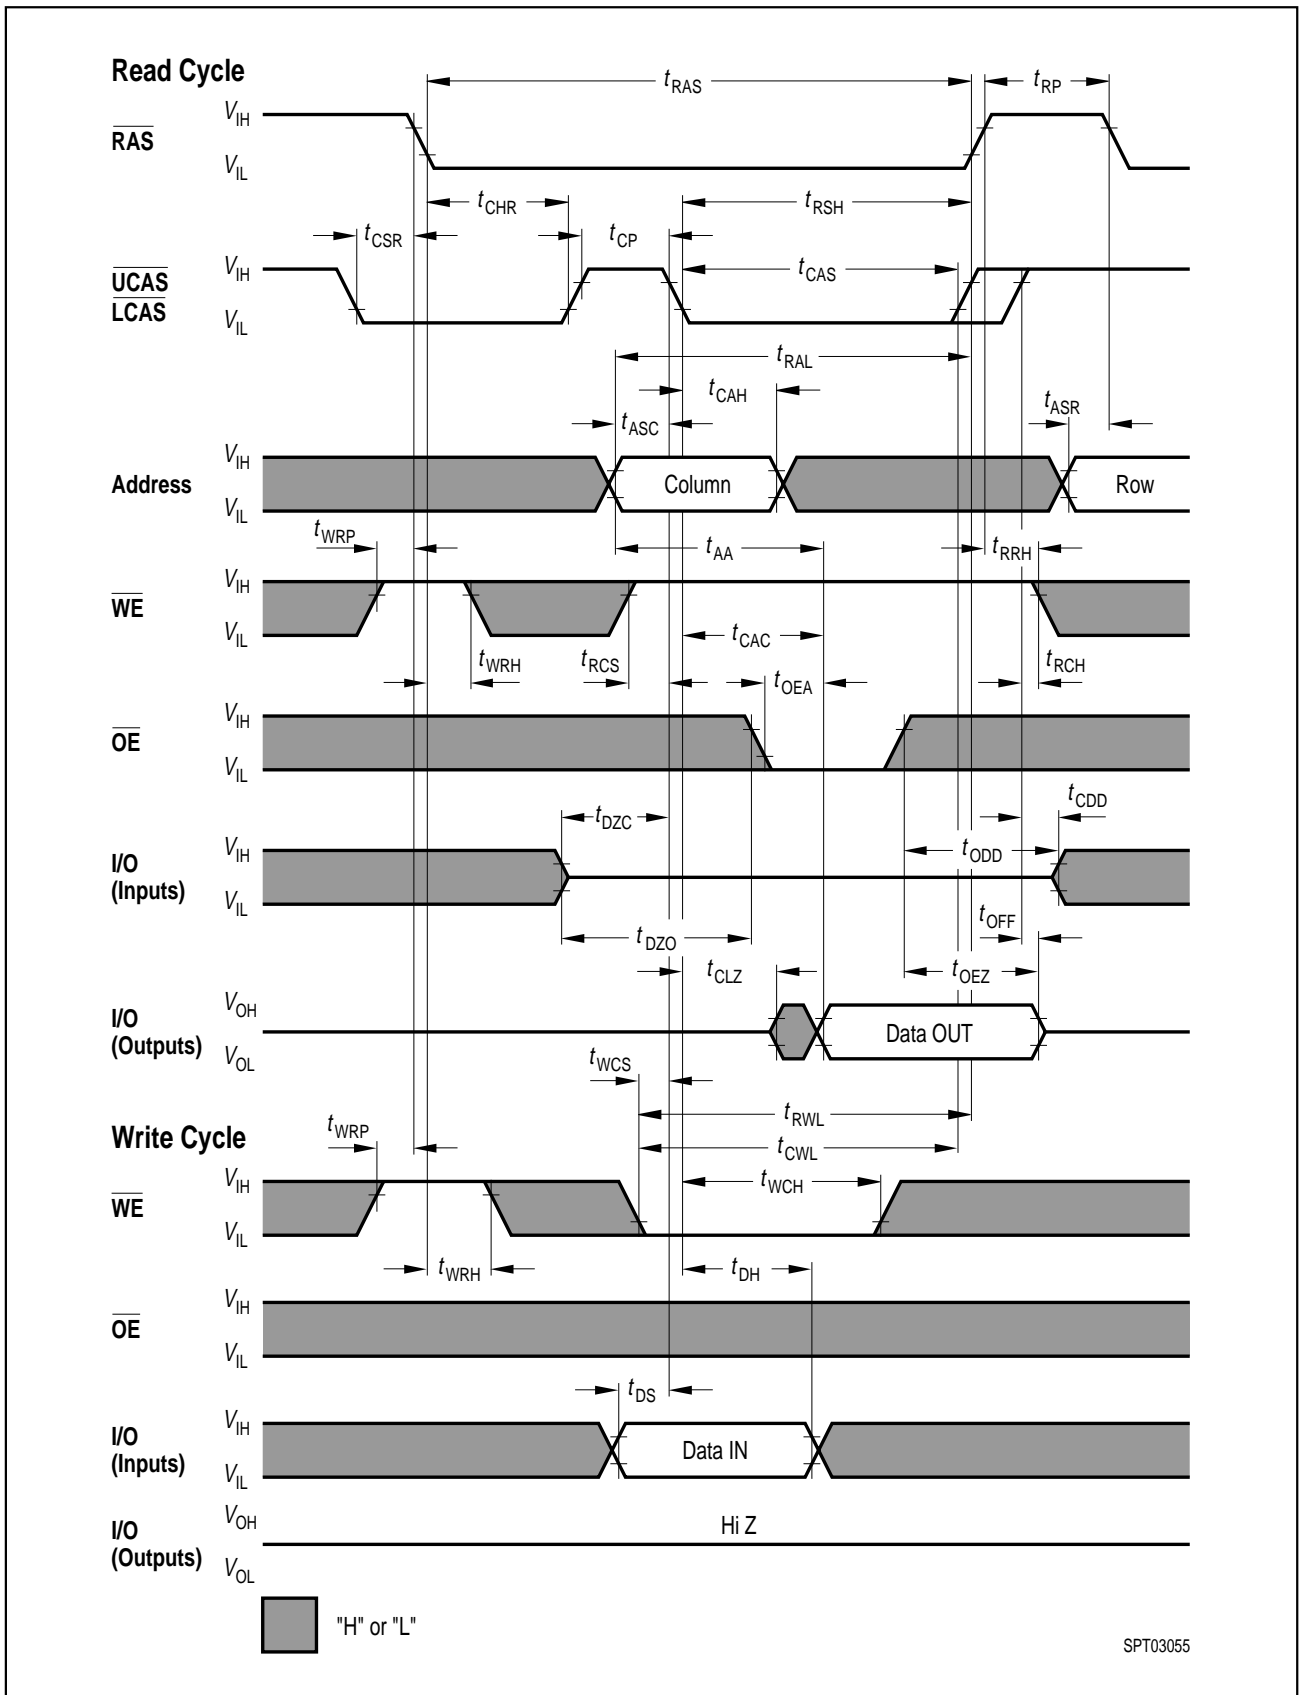 Read Cycle
tRAS
tRP
VIH
RAS
VIL
tCHR
tRSH
tCSR
tCP
VIH
tCAS
UCAS
LCAS
VIL
tRAL
tCAH
tASR
tASC
VIH
Address
Column
Row
VIL
tWRP
tAA
tRRH
VIH
WE
VIL
tCAC
tWRH
tRCS
tRCH
tOEA
VIH
OE
VIL
tCDD
tDZC
VIH
tODD
I/O
(Inputs)
VIL
tOFF
tDZO
tCLZ
tOEZ
VOH
I/O
(Outputs)
Data OUT
VOL
tWCS
tRWL
Write Cycle
tWRP
tCWL
VIH
tWCH
WE
VIL
tWRH
tDH
VIH
OE
VIL
tDS
VIH
I/O
(Inputs)
Data IN
VIL
VOH
Hi Z
I/O
(Outputs)
VOL
"H" or "L"
SPT03055